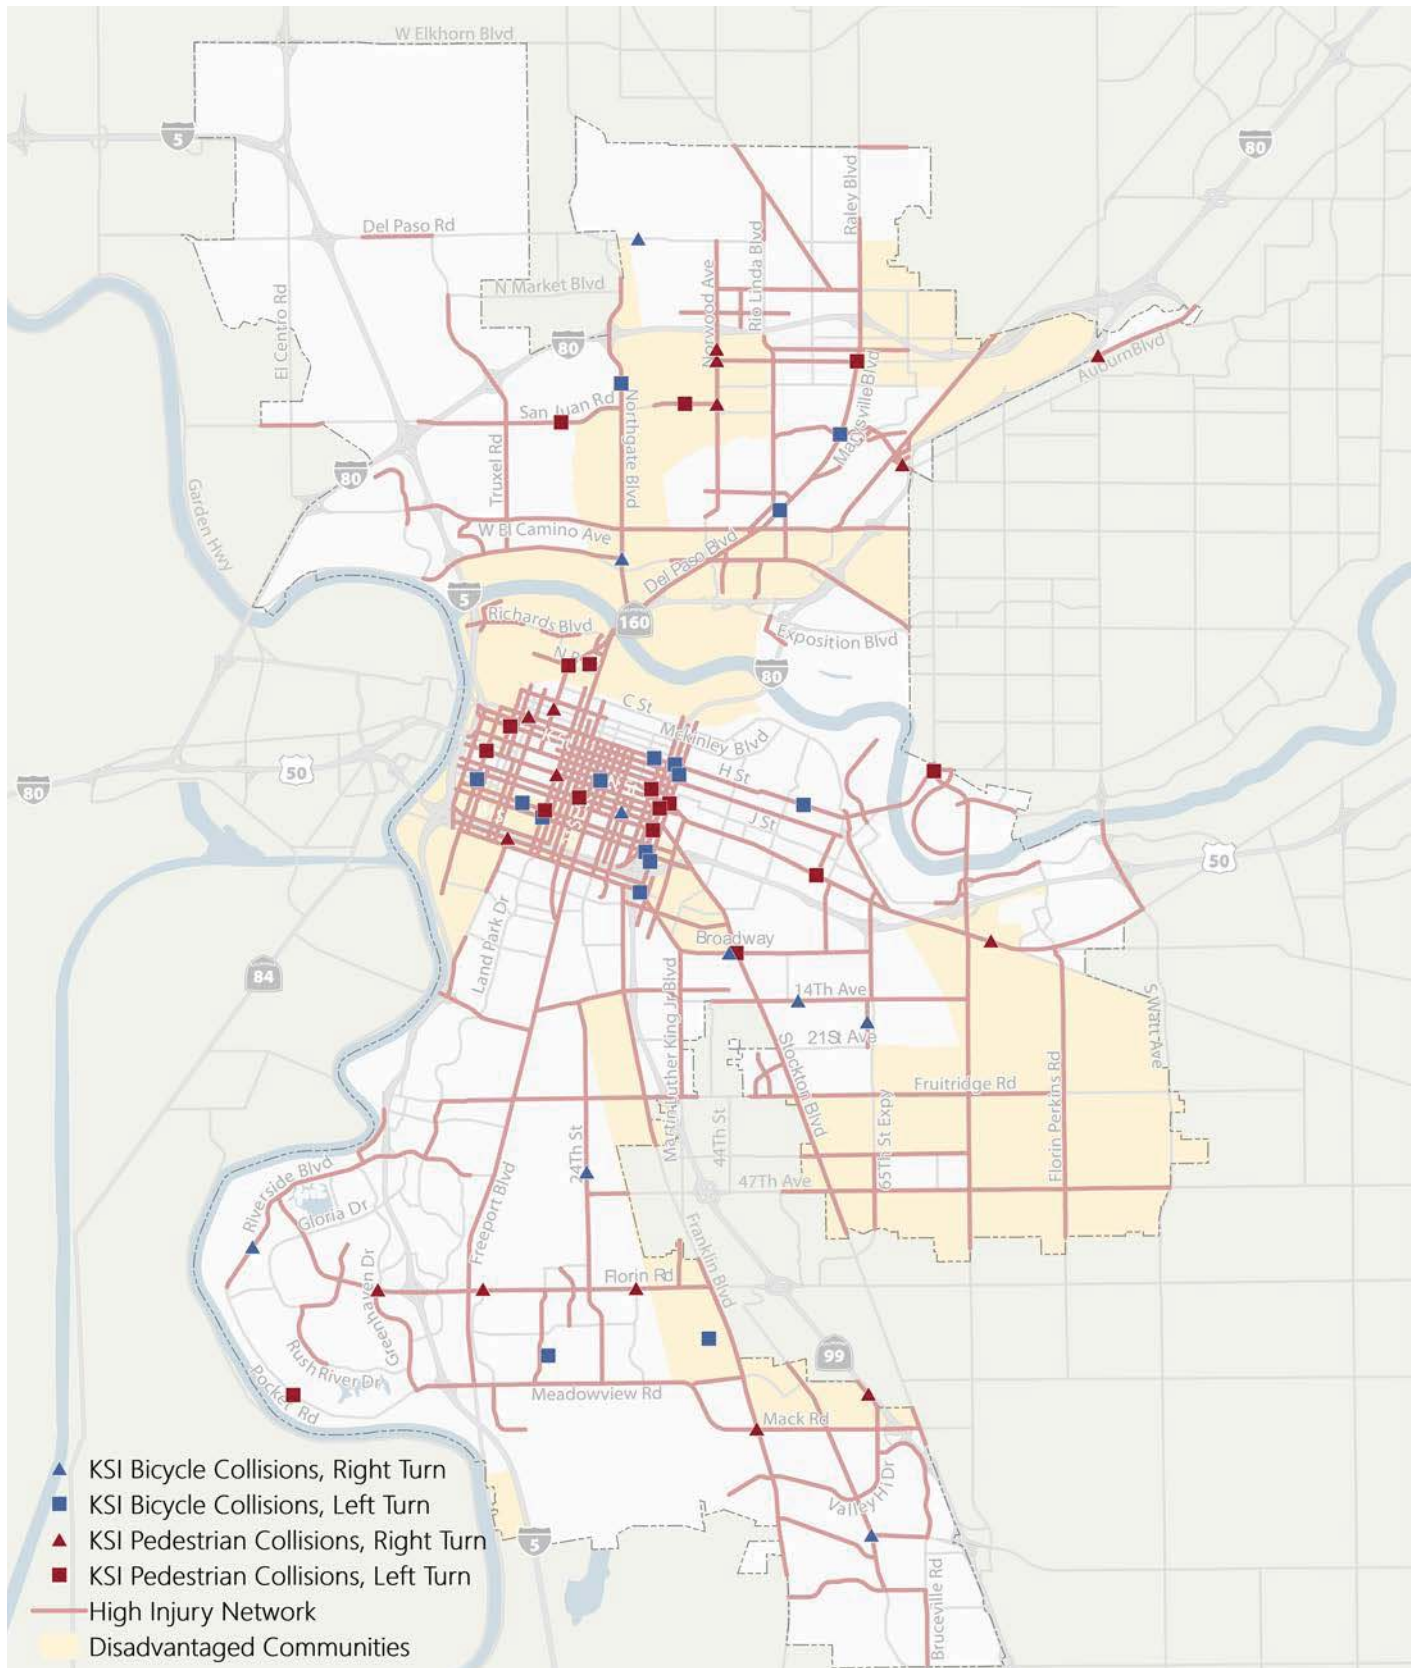 W Elkhorn Blvd
5
80
Raley Blvd
Del Paso Rd
Rio Linda Blvd
Norwood Ave
N Market Blvd
El Centro Rd
80
Auburn Blvd
Marysville Blvd
San Juan Rd
Northgate Blvd
Truxel Rd
80
Garden Hwy
W El Camino Ave
Del Paso Blvd
5
Richards Blvd
160
Exposition Blvd
80
C St
McKinley Blvd
H St
50
80
J St
50
Land Park Dr
Broadway
84
14Th Ave
S Watt Ave
Martin Luther King Jr Blvd
21St Ave
Stockton Blvd
Fruitridge Rd
Florin Perkins Rd
44Th St
65Th St Expy
24Th St
47Th Ave
Riverside Blvd
Gloria Dr
Freeport Blvd
Franklin Blvd
Florin Rd
Greenhaven Dr
Rush River Dr
99
Pocket Rd
Meadowview Rd
Mack Rd
Valley Hi Dr
5
Bruceville Rd
KSI Bicycle Collisions, Right Turn
KSI Bicycle Collisions, Left Turn
KSI Pedestrian Collisions, Right Turn
KSI Pedestrian Collisions, Left Turn
High Injury Network
Disadvantaged Communities